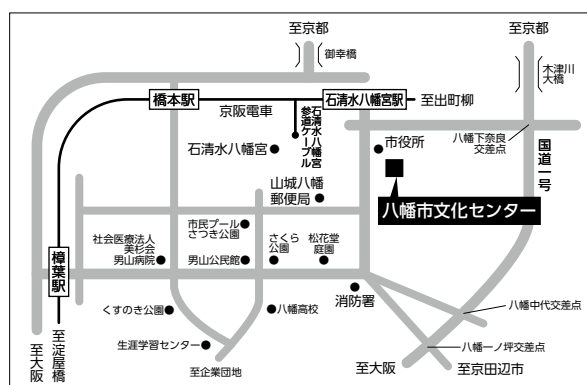 至京都
御幸橋
至京都
木津川
大橋
橋本駅
京阪電車
石清水八幡宮駅
至出町柳
石清水八幡宮
参道ケーブル
石清水八幡宮
市役所
八幡下奈良
交差点
国道一号
山城八幡
郵便局
八幡市文化センター
市民プール
さつき公園
社会医療法人
美杉会
男山病院
男山公民館
さくら
公園
松花堂
庭園
樟葉駅
消防署
くすのき公園
八幡高校
八幡中代交差点
生涯学習センター
八幡一ノ坪交差点
至大阪
至淀屋橋
至企業団地
至大阪
至京田辺市